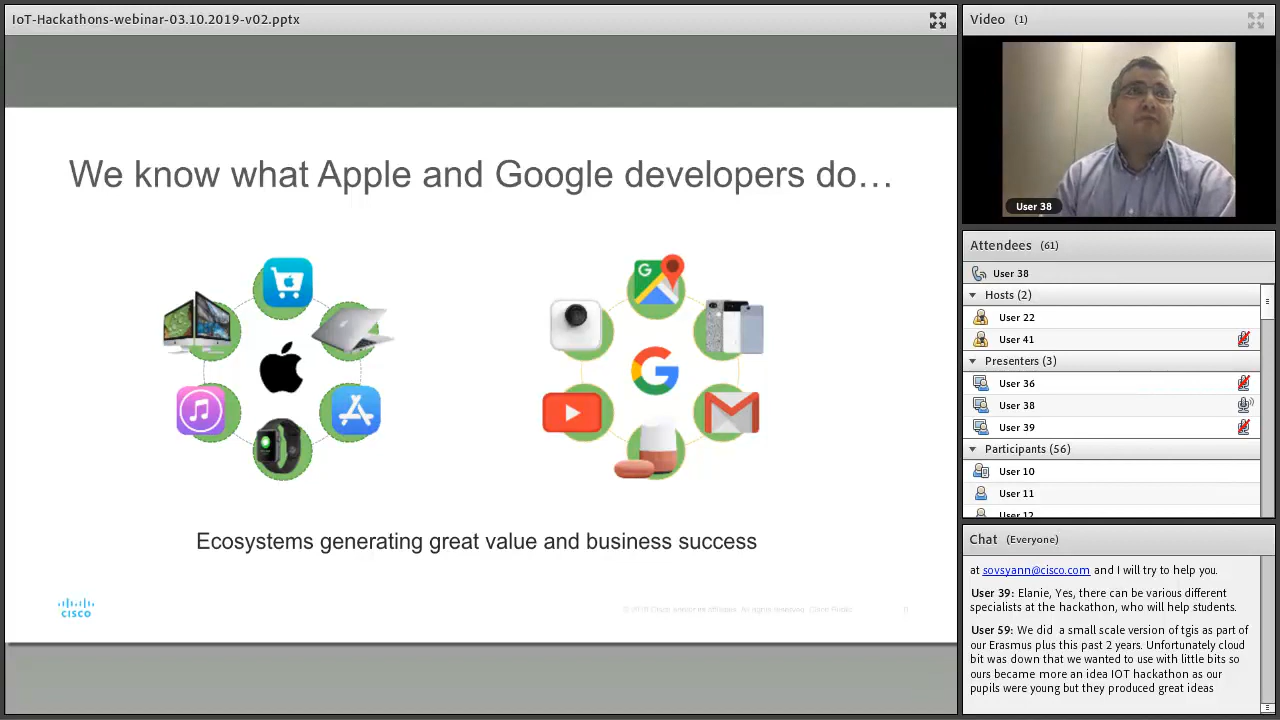 IoT-Hackathons-webinar-03.10.2019-v02.pptx
We know what Apple and Google developers do…
G
Ecosystems generating great value and business success
CISCO
Video (1)
User 38
Attendees (61)
User 38
Hosts (2)
User 22
User 41
Presenters (3)
User 36
User 38
User 39
Participants (56)
User 10
User 11
User 12
Chat (Everyone)
at sovsyann@cisco.com and I will try to help you.
User 39: Elanie, Yes, there can be various different
specialists at the hackathon, who will help students.
User 59: We did  a small scale version of tgis as part of
our Erasmus plus this past 2 years. Unfortunately cloud
bit was down that we wanted to use with little bits so
ours became more an idea IOT hackathon as our
pupils were young but they produced great ideas